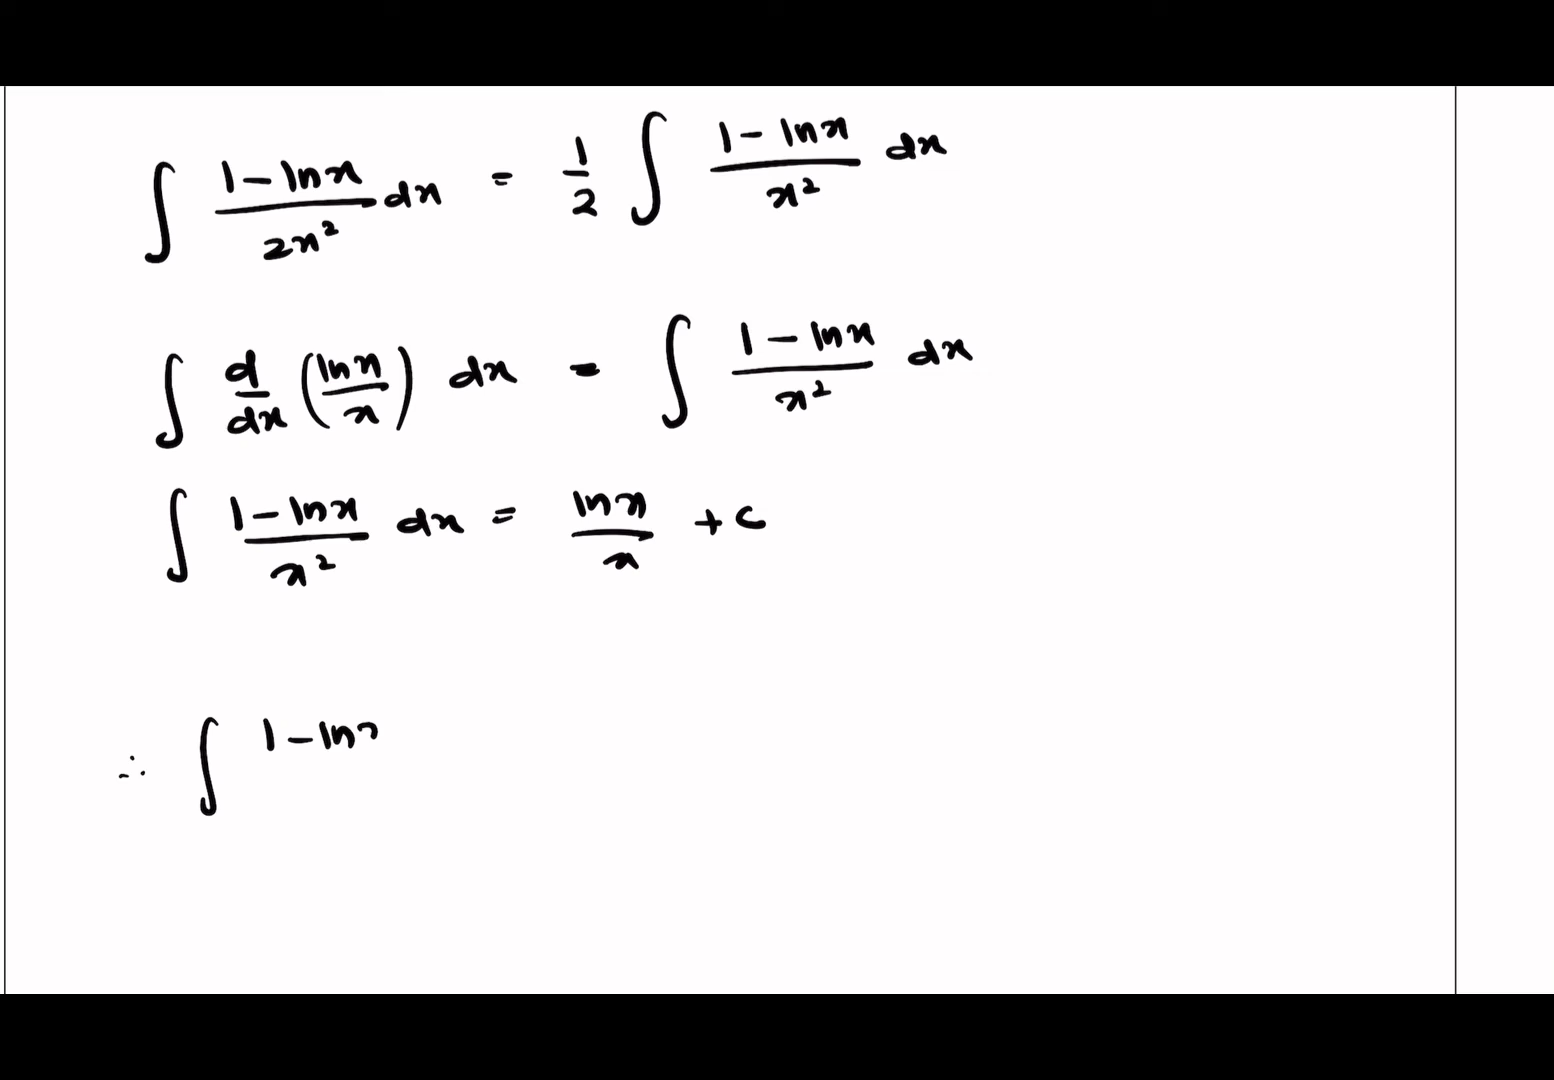 ∫ (1 - ln x)/(2x²) dx = 1/2 ∫ (1 - ln x)/x² dx
∫ d/dx (ln x / x) dx = ∫ (1 - ln x)/x² dx
∫ (1 - ln x)/x² dx = ln x / x + c
∴ ∫ 1 - ln